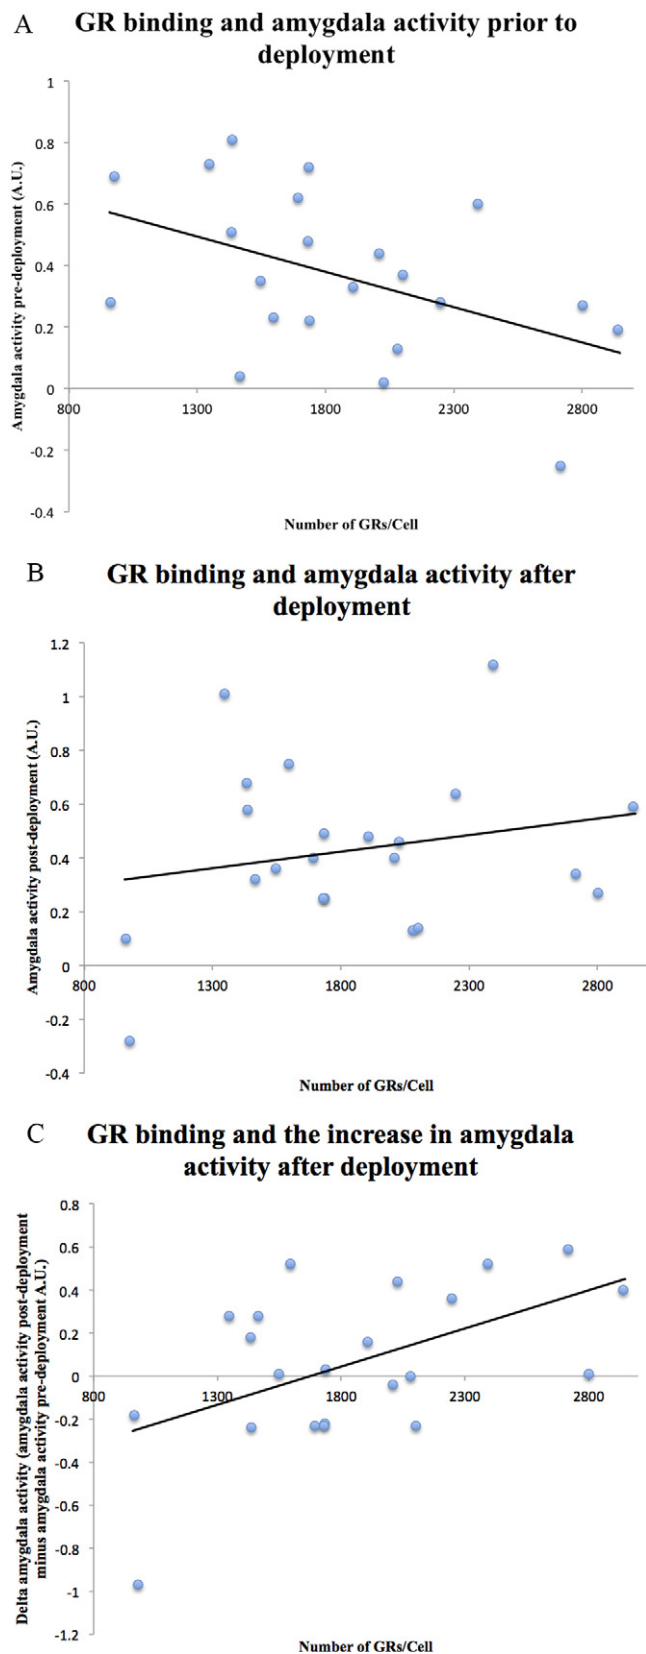 A
GR binding and amygdala activity prior to
deployment
Amygdala activity pre-deployment (A.U.)
1
0.8
0.6
0.4
0.2
0
-0.2
-0.4
800 1300 1800 2300 2800
Number of GRs/Cell
B
GR binding and amygdala activity after
deployment
Amygdala activity post-deployment (A.U.)
1.2
1
0.8
0.6
0.4
0.2
0
-0.2
-0.4
800 1300 1800 2300 2800
Number of GRs/Cell
C
GR binding and the increase in amygdala
activity after deployment
Delta amygdala activity (amygdala activity post-deployment
minus amygdala activity pre-deployment A.U.)
0.8
0.6
0.4
0.2
0
-0.2
-0.4
-0.6
-0.8
-1
-1.2
800 1300 1800 2300 2800
Number of GRs/Cell